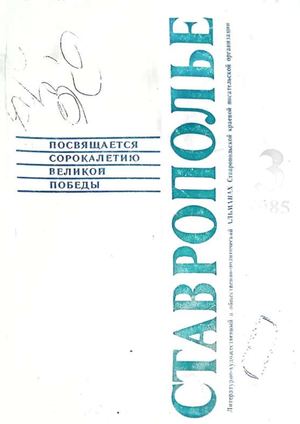 ПОСВЯЩАЕТСЯ
СОРОКАЛЕТИЮ
ВЕЛИКОЙ
ПОБЕДЫ
СТАВРОПОЛЬЕ
Литературно-художественный и общественно-политический АЛЬМАНАХ Ставропольской краевой писательской организации
3
1985